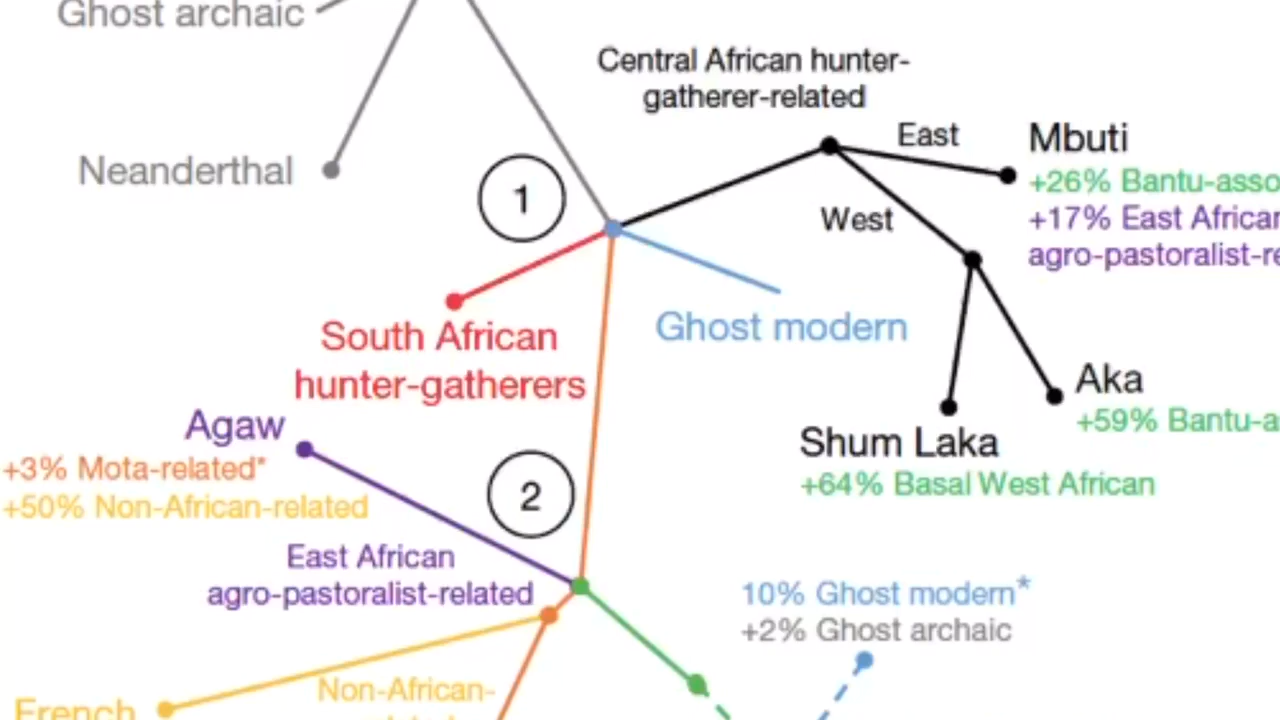 Ghost archaic
Central African hunter-
gatherer-related
East
Mbuti
Neanderthal
+26% Bantu-asso
1
+17% East African
West
agro-pastoralist-re
South African
Ghost modern
hunter-gatherers
Aka
Agaw
+59% Bantu-a
Shum Laka
+3% Mota-related*
+64% Basal West African
2
+50% Non-African-related
East African
agro-pastoralist-related
10% Ghost modern*
+2% Ghost archaic
Non-African-
French